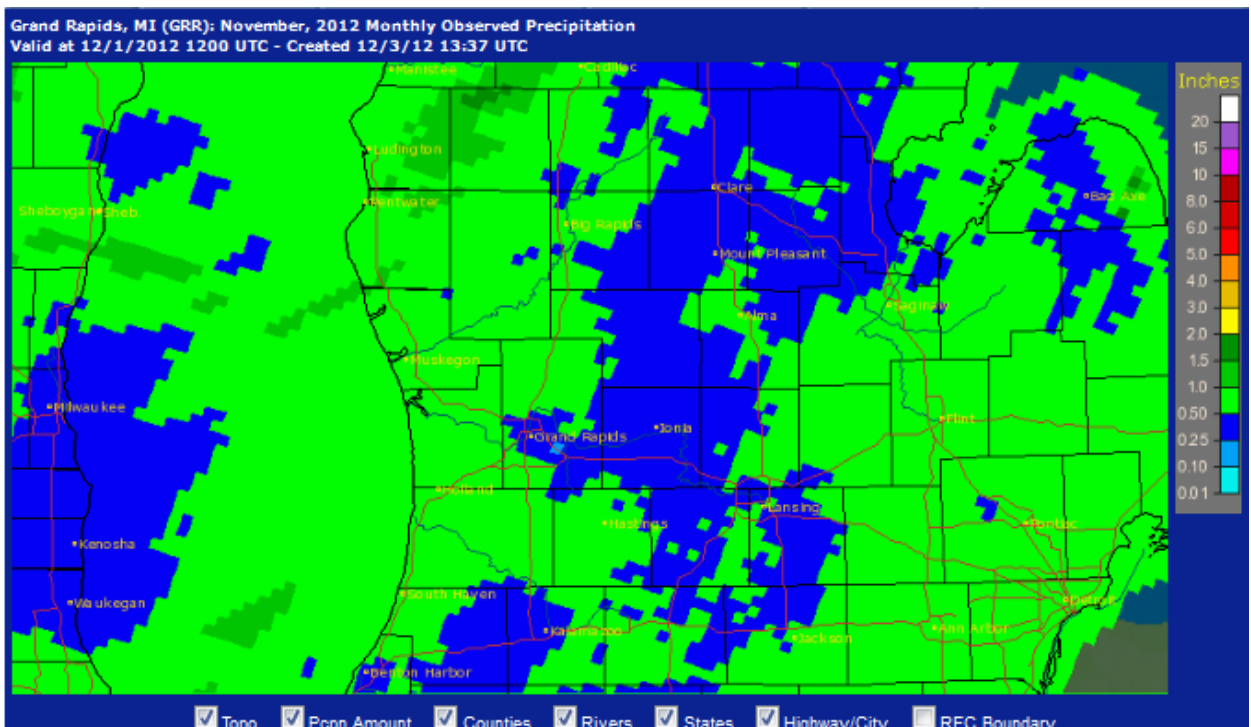 Grand Rapids, MI (GRR): November, 2012 Monthly Observed Precipitation
Valid at 12/1/2012 1200 UTC - Created 12/3/12 13:37 UTC
Manistee
Cadillac
Inches
20
15
10
8.0
6.0
5.0
4.0
3.0
2.0
1.5
1.0
0.50
0.25
0.10
0.01
Ludington
Clare
Bad Axe
Pentwater
Sheboygan
Sheb.
Big Rapids
Mount Pleasant
Saginaw
Alma
Muskegon
Milwaukee
Flint
Grand Rapids
Ionia
Holland
Lansing
Hastings
Pontiac
Kenosha
South Haven
Waukegan
Detroit
Kalamazoo
Ann Arbor
Jackson
Benton Harbor
Topo Pcpn Amount Counties Rivers States Highway/City RFC Boundary